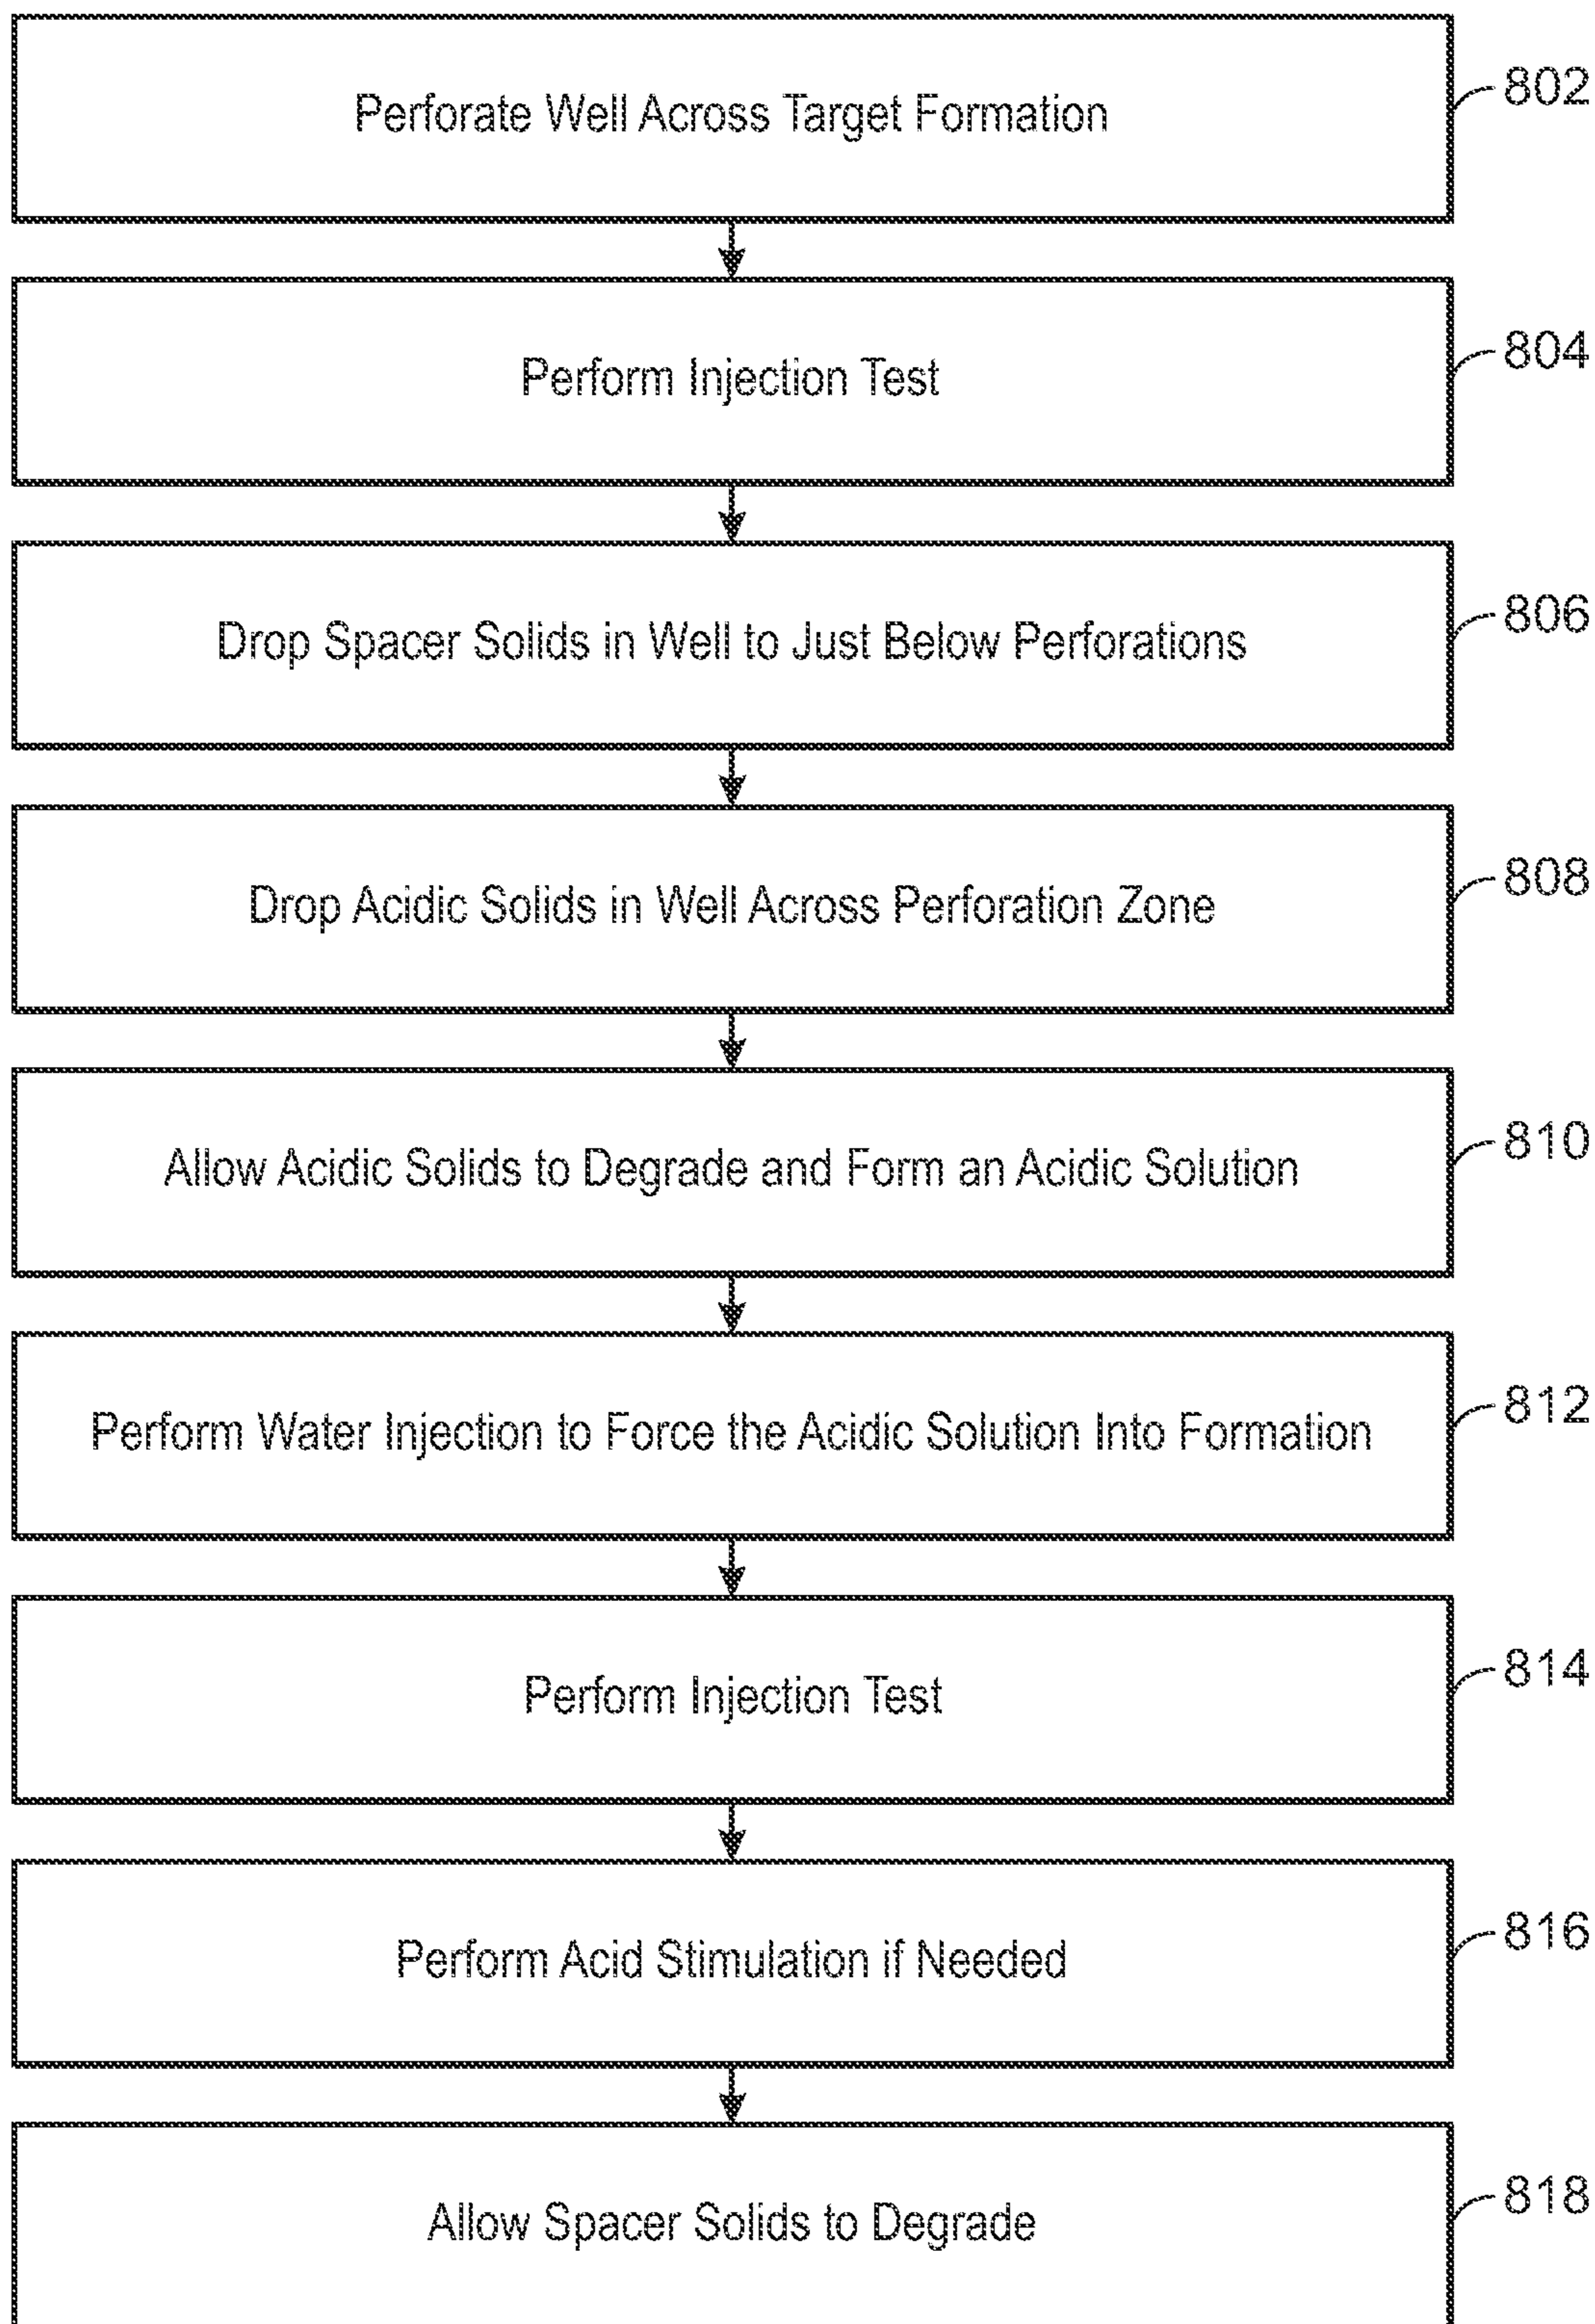 Perforate Well Across Target Formation
802
Perform Injection Test
804
Drop Spacer Solids in Well to Just Below Perforations
806
Drop Acidic Solids in Well Across Perforation Zone
808
Allow Acidic Solids to Degrade and Form an Acidic Solution
810
Perform Water Injection to Force the Acidic Solution Into Formation
812
Perform Injection Test
814
Perform Acid Stimulation if Needed
816
Allow Spacer Solids to Degrade
818